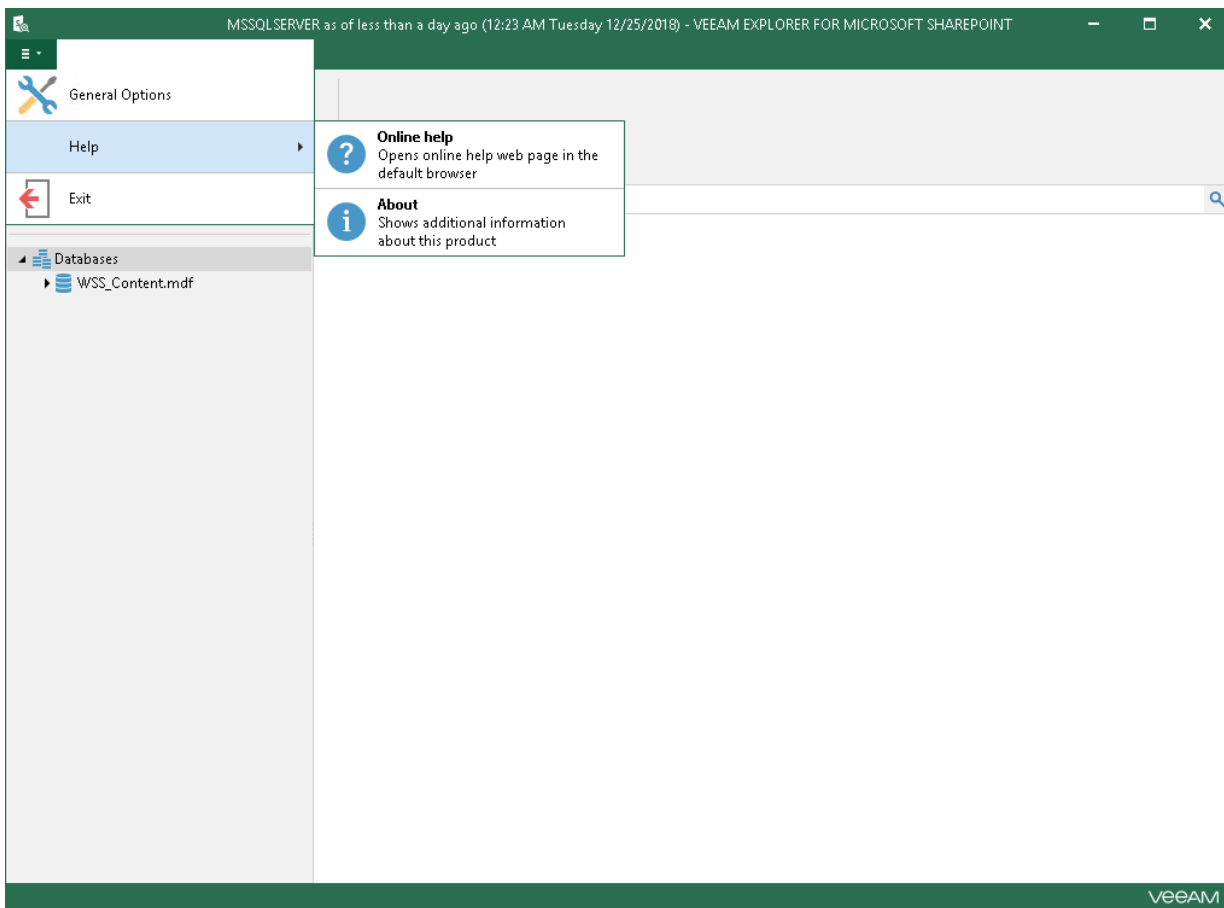 MSSQLSERVER as of less than a day ago (12:23 AM Tuesday 12/25/2018) - VEEAM EXPLORER FOR MICROSOFT SHAREPOINT
General Options
Help
Exit
Online help
Opens online help web page in the
default browser
About
Shows additional information
about this product
Databases
WSS_Content.mdf
veeAM